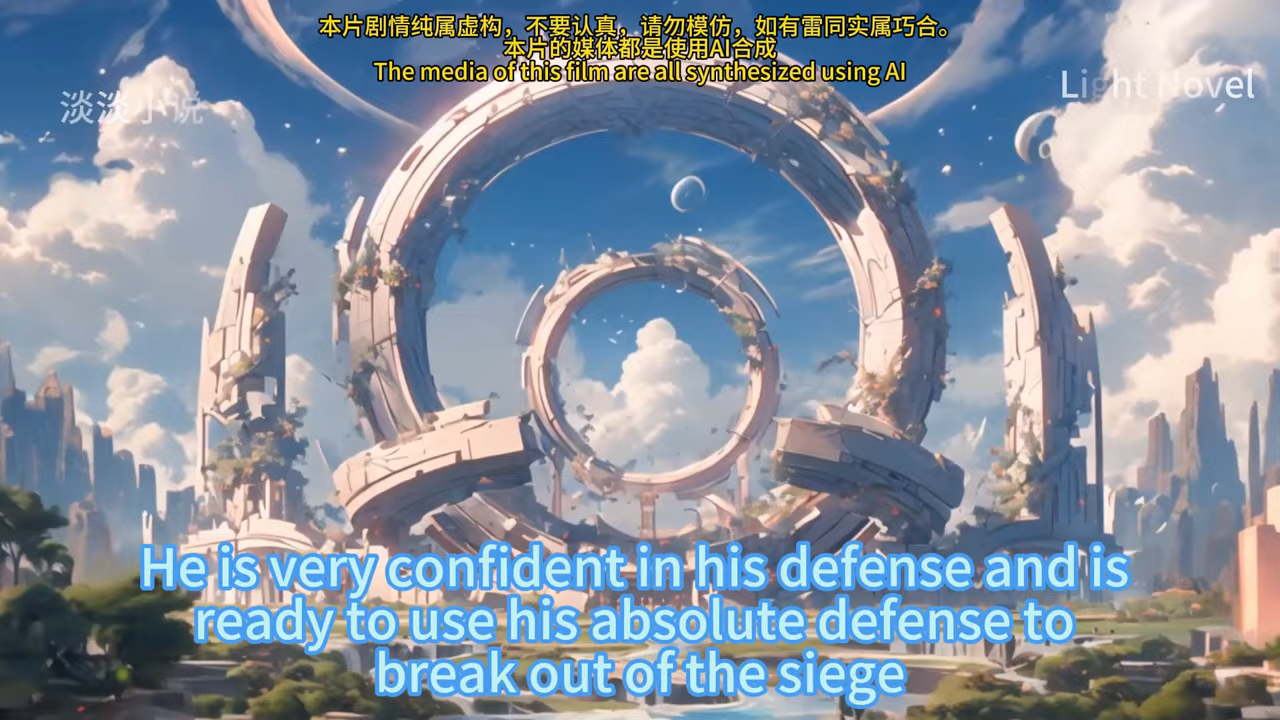 本片剧情纯属虚构，不要认真，请勿模仿，如有雷同实属巧合。
本片的媒体都是使用AI合成
The media of this film are all synthesized using AI
淡淡小说
Light Novel
He is very confident in his defense and is
ready to use his absolute defense to
break out of the siege